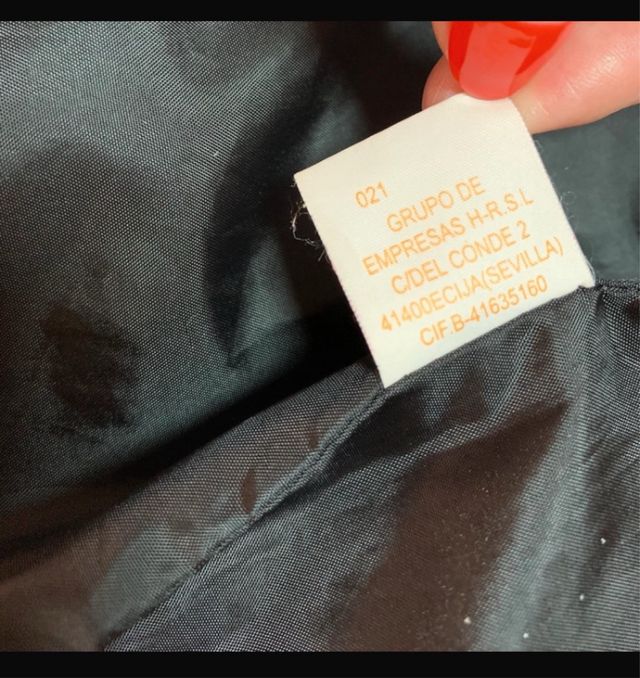 021
GRUPO DE
EMPRESAS H-R.S.L
C/DEL CONDE 2
41400ECIJA(SEVILLA)
CIF.B-41635160